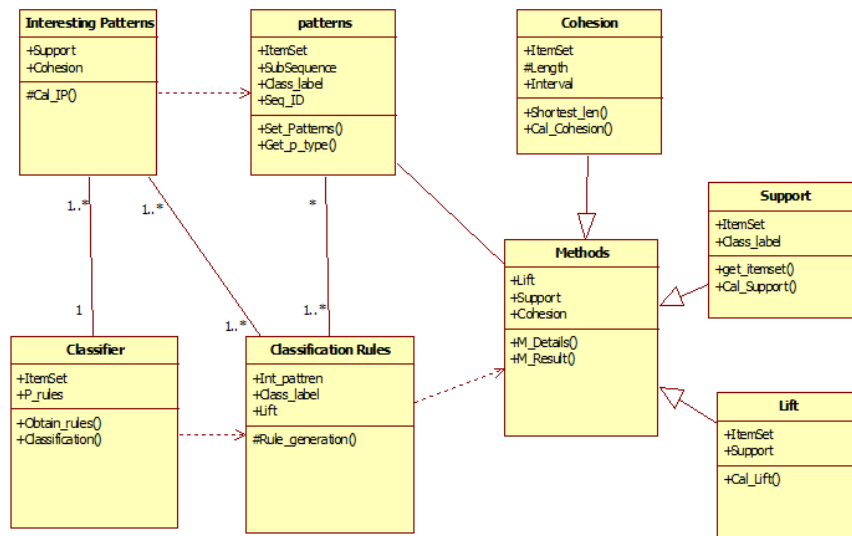 Interesting Patterns
+Support
+Cohesion
#Cal_IP()
patterns
+ItemSet
+SubSequence
+Class_label
+Seq_ID
+Set_Patterns()
+Get_p_type()
Cohesion
+ItemSet
#Length
+Interval
+Shortest_len()
+Cal_Cohesion()
Support
+ItemSet
+Class_label
+get_itemset()
+Cal_Support()
1..*
1..*
*
Methods
+Lift
+Support
+Cohesion
+M_Details()
+M_Result()
1
1..*
1..*
Classifier
+ItemSet
+P_rules
+Obtain_rules()
+Classification()
Classification Rules
+Int_pattren
+Class_label
+Lift
#Rule_generation()
Lift
+ItemSet
+Support
+Cal_Lift()